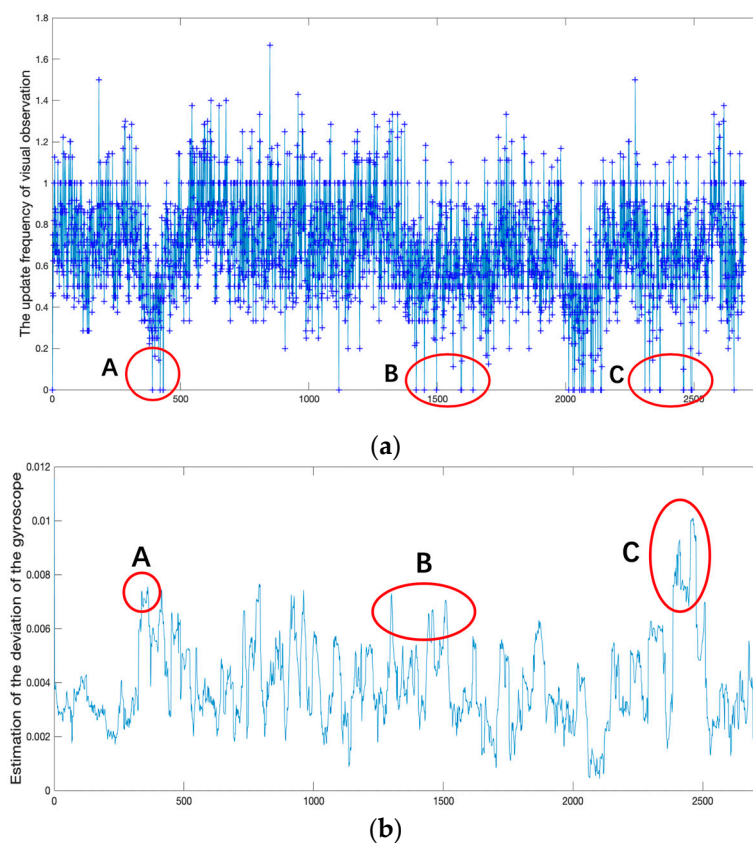 The update frequency of visual observation
1.8
1.6
1.4
1.2
1
0.8
0.6
0.4
0.2
0
A
B
C
0 500 1000 1500 2000 2500
(a)
Estimation of the deviation of the gyroscope
0.012
0.01
0.008
0.006
0.004
0.002
0
A
B
C
0 500 1000 1500 2000 2500
(b)